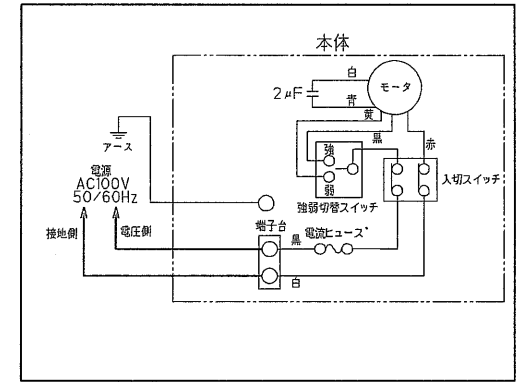 本体
白
モータ
2μF
青
黄
黒
赤
強
アース
入切スイッチ
電源
AC100V
50/60Hz
弱
強弱切替スイッチ
接地側
電圧側
端子台
黒
電流ヒューズ
白